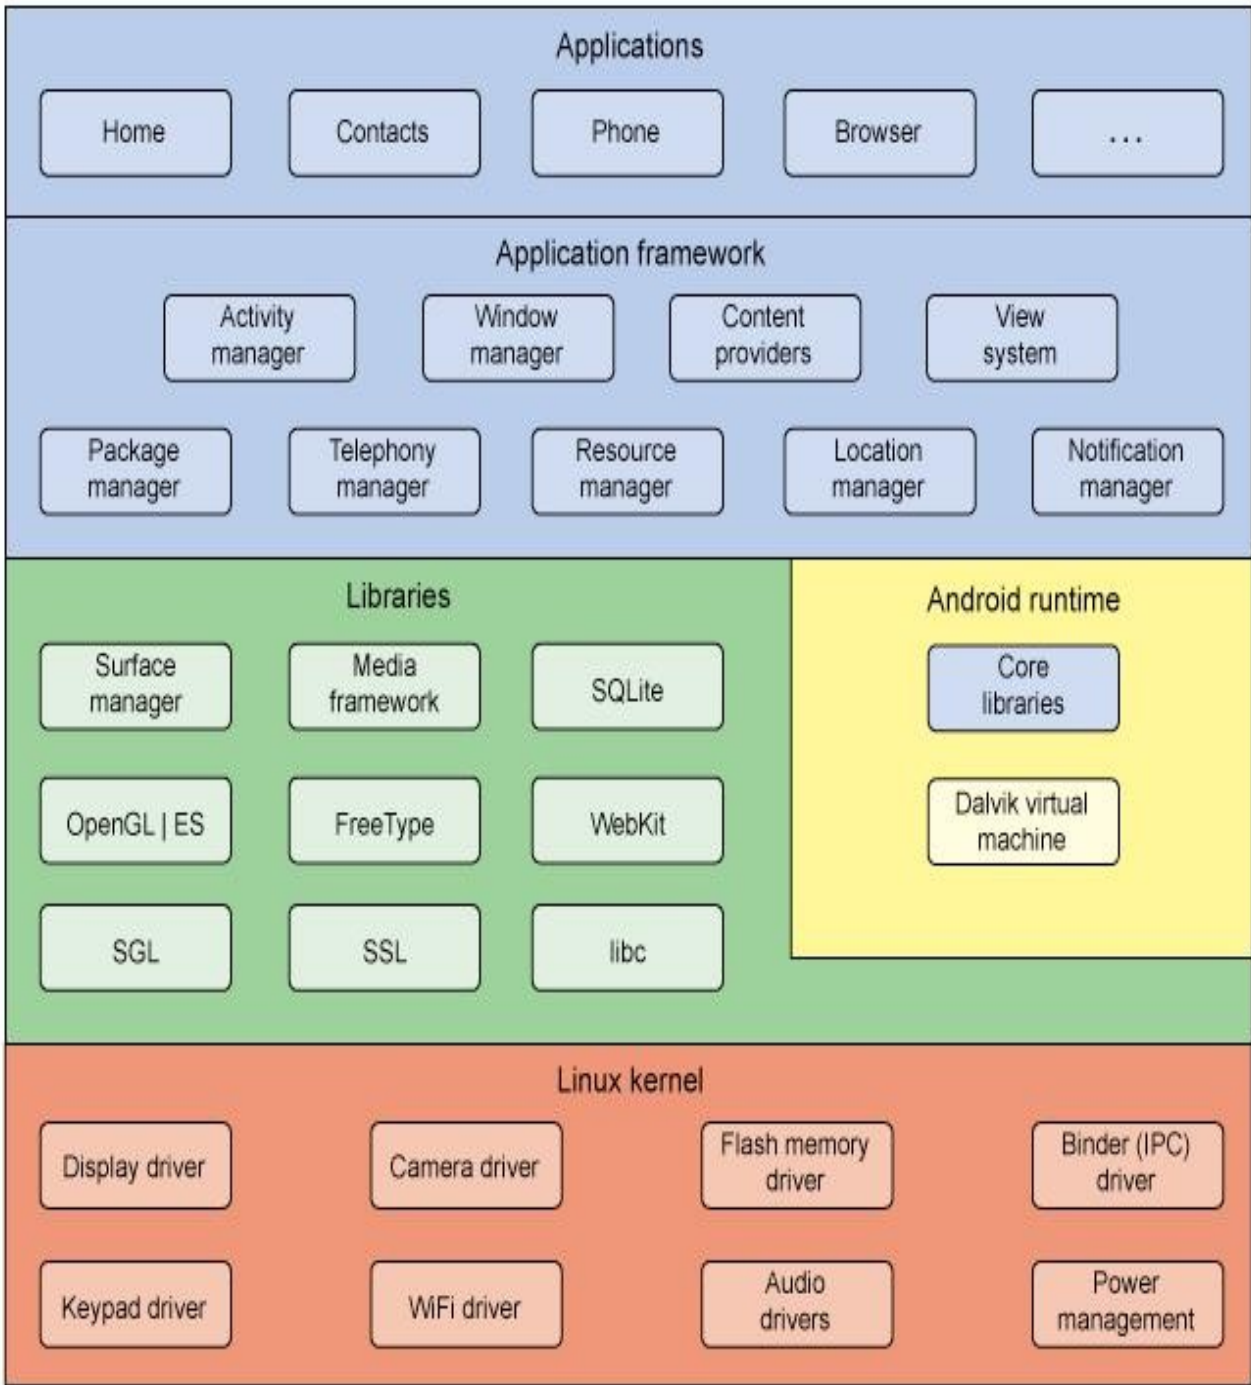 Applications
Home
Contacts
Phone
Browser
...
Application framework
Activity
manager
Window
manager
Content
providers
View
system
Package
manager
Telephony
manager
Resource
manager
Location
manager
Notification
manager
Libraries
Surface
manager
Media
framework
SQLite
OpenGL | ES
FreeType
WebKit
SGL
SSL
libc
Android runtime
Core
libraries
Dalvik virtual
machine
Linux kernel
Display driver
Camera driver
Flash memory
driver
Binder (IPC)
driver
Keypad driver
WiFi driver
Audio
drivers
Power
management